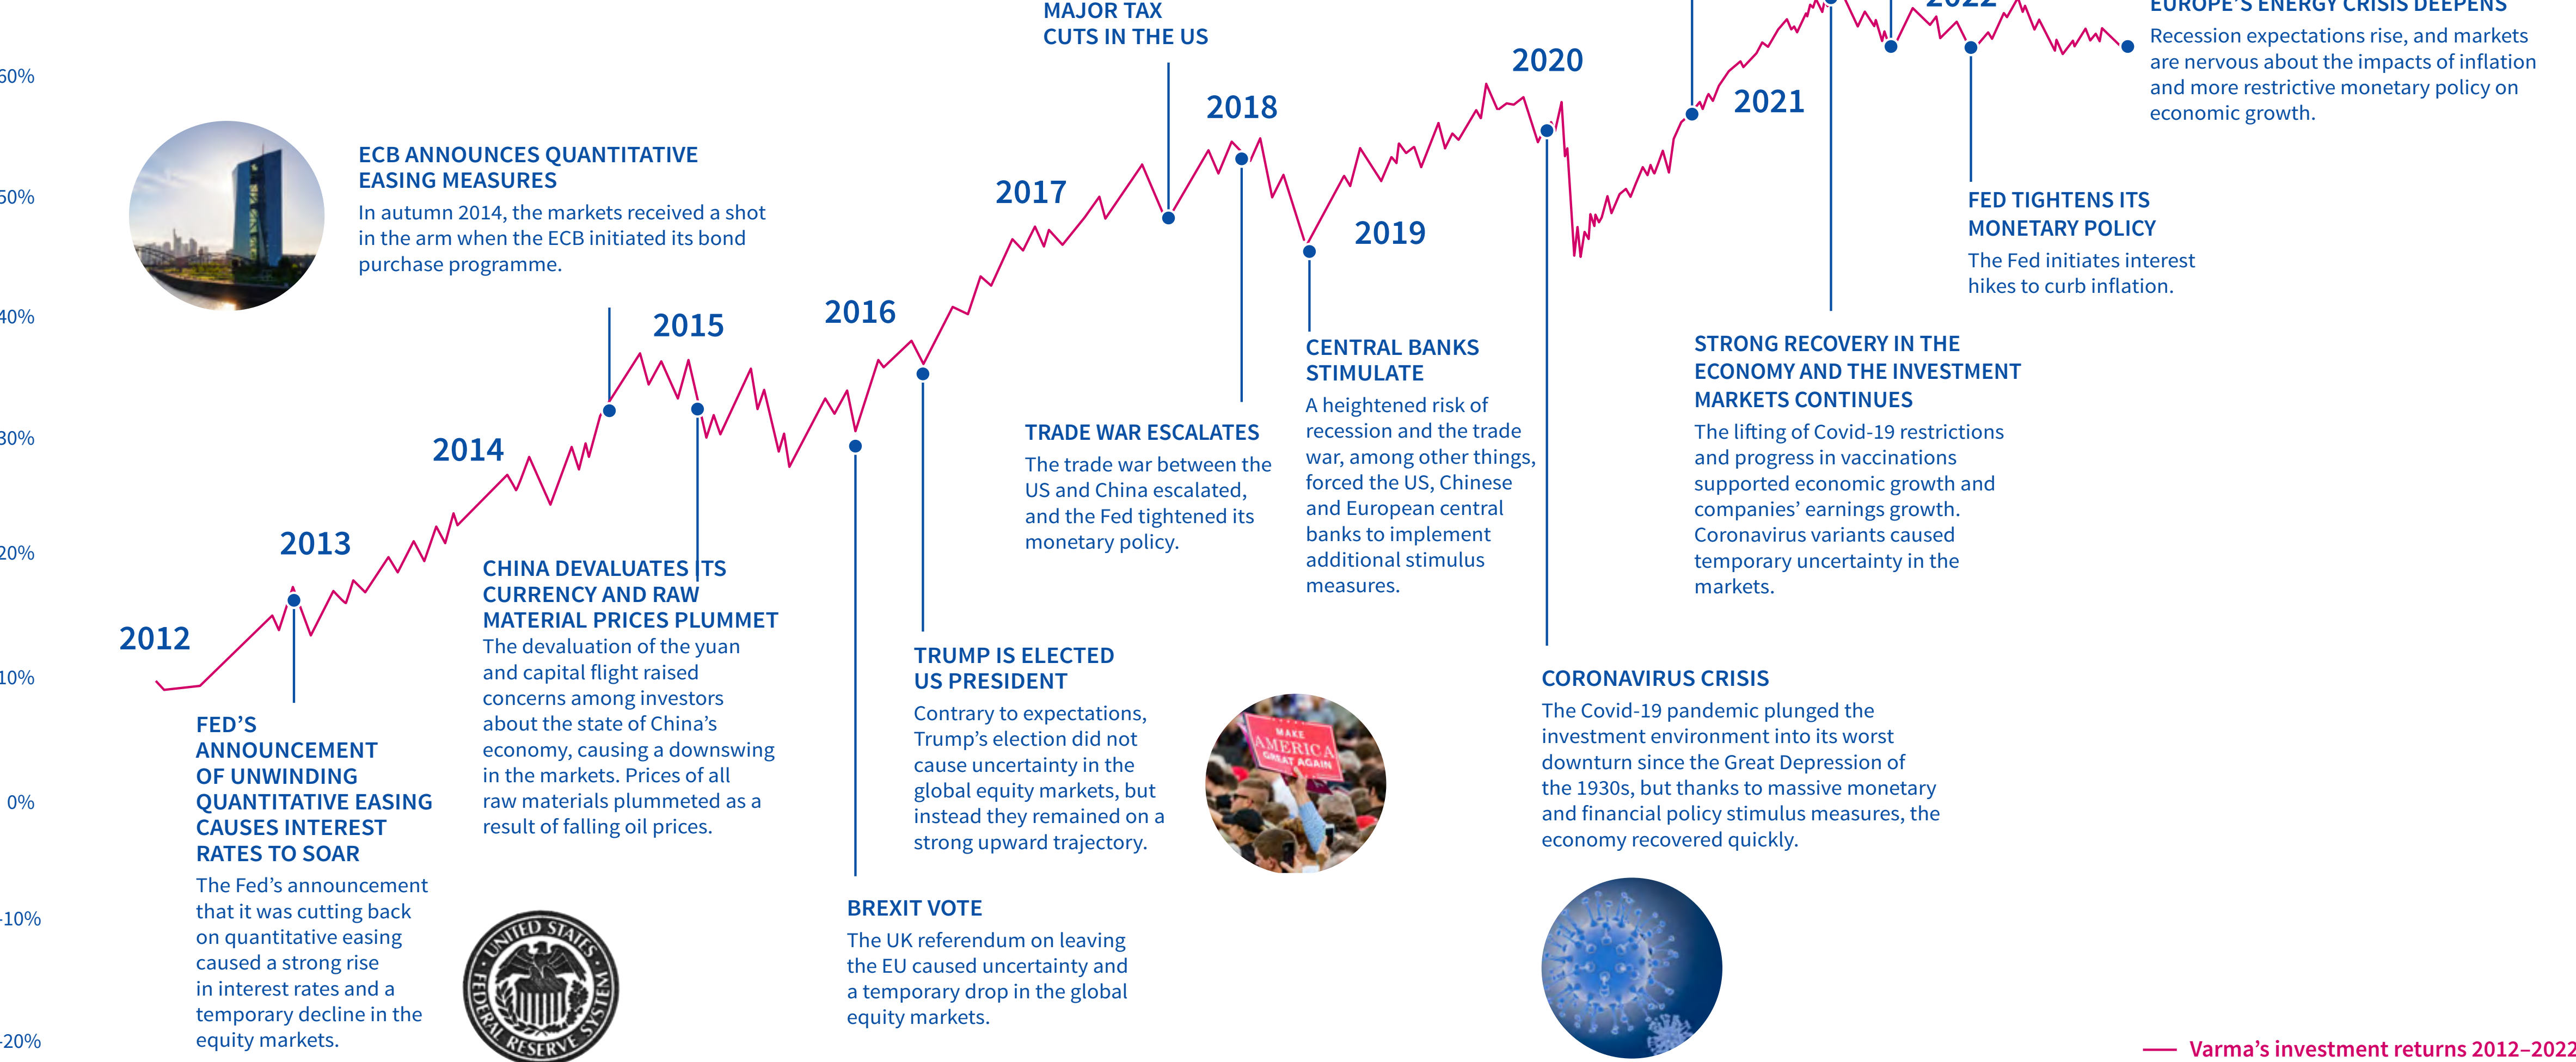 MAJOR TAX
CUTS IN THE US
2022
EUROPE'S ENERGY CRISIS DEEPENS
Recession expectations rise, and markets
are nervous about the impacts of inflation
and more restrictive monetary policy on
economic growth.
60%
50%
40%
30%
20%
10%
0%
-10%
-20%
ECB ANNOUNCES QUANTITATIVE
EASING MEASURES
In autumn 2014, the markets received a shot
in the arm when the ECB initiated its bond
purchase programme.
2012
2013
2014
2015
2016
2017
2018
2019
2020
2021
FED TIGHTENS ITS
MONETARY POLICY
The Fed initiates interest
hikes to curb inflation.
STRONG RECOVERY IN THE
ECONOMY AND THE INVESTMENT
MARKETS CONTINUES
The lifting of Covid-19 restrictions
and progress in vaccinations
supported economic growth and
companies' earnings growth.
Coronavirus variants caused
temporary uncertainty in the
markets.
CENTRAL BANKS
STIMULATE
A heightened risk of
recession and the trade
war, among other things,
forced the US, Chinese
and European central
banks to implement
additional stimulus
measures.
TRADE WAR ESCALATES
The trade war between the
US and China escalated,
and the Fed tightened its
monetary policy.
CHINA DEVALUATES ITS
CURRENCY AND RAW
MATERIAL PRICES PLUMMET
The devaluation of the yuan
and capital flight raised
concerns among investors
about the state of China's
economy, causing a downswing
in the markets. Prices of all
raw materials plummeted as a
result of falling oil prices.
TRUMP IS ELECTED
US PRESIDENT
Contrary to expectations,
Trump's election did not
cause uncertainty in the
global equity markets, but
instead they remained on a
strong upward trajectory.
MAKE
AMERICA
GREAT AGAIN
CORONAVIRUS CRISIS
The Covid-19 pandemic plunged the
investment environment into its worst
downturn since the Great Depression of
the 1930s, but thanks to massive monetary
and financial policy stimulus measures, the
economy recovered quickly.
FED'S
ANNOUNCEMENT
OF UNWINDING
QUANTITATIVE EASING
CAUSES INTEREST
RATES TO SOAR
The Fed's announcement
that it was cutting back
on quantitative easing
caused a strong rise
in interest rates and a
temporary decline in the
equity markets.
UNITED STATES
FEDERAL RESERVE SYSTEM
BREXIT VOTE
The UK referendum on leaving
the EU caused uncertainty and
a temporary drop in the global
equity markets.
Varma's investment returns 2012–2022